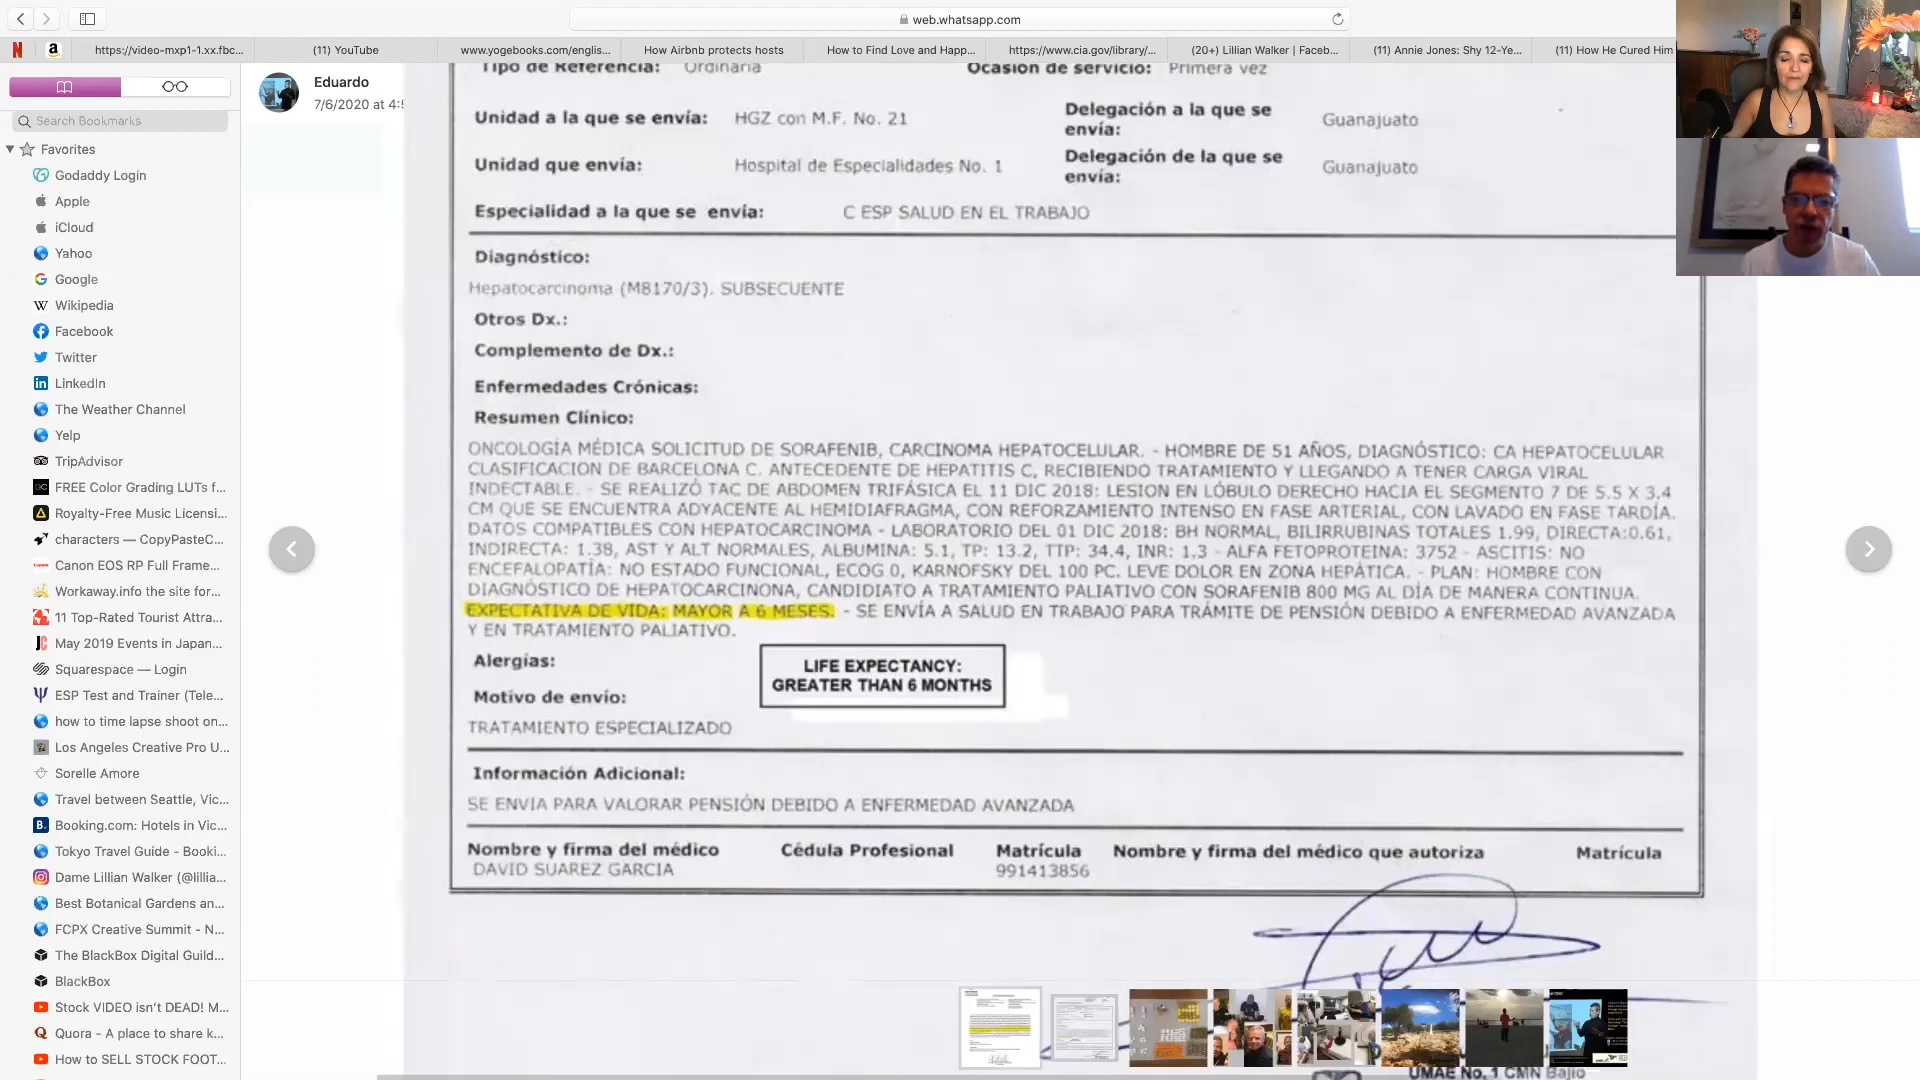 web.whatsapp.com
https://video-mxp1-1.xx.fbc...
(11) YouTube
www.yogebooks.com/englis...
How Airbnb protects hosts
How to Find Love and Happ...
https://www.cia.gov/library/...
(20+) Lillian Walker | Faceb...
(11) Annie Jones: Shy 12-Ye...
(11) How He Cured Him
Search Bookmarks
Favorites
Godaddy Login
Apple
iCloud
Yahoo
Google
Wikipedia
Facebook
Twitter
LinkedIn
The Weather Channel
Yelp
TripAdvisor
FREE Color Grading LUTs f...
Royalty-Free Music Licensi...
characters — CopyPasteC...
Canon EOS RP Full Frame...
Workaway.info the site for...
11 Top-Rated Tourist Attra...
May 2019 Events in Japan...
Squarespace — Login
ESP Test and Trainer (Tele...
how to time lapse shoot on...
Los Angeles Creative Pro U...
Sorelle Amore
Travel between Seattle, Vic...
Booking.com: Hotels in Vic...
Tokyo Travel Guide - Booki...
Dame Lillian Walker (@lillia...
Best Botanical Gardens an...
FCPX Creative Summit - N...
The BlackBox Digital Guild...
BlackBox
Stock VIDEO isn't DEAD! M...
Quora - A place to share k...
How to SELL STOCK FOOT...
Eduardo
7/6/2020 at 4:
Tipo de Referencia: Ordinaria Ocasión de servicio: Primera vez
Unidad a la que se envía: HGZ con M.F. No. 21 Delegación a la que se envía: Guanajuato
Unidad que envía: Hospital de Especialidades No. 1 Delegación de la que se envía: Guanajuato
Especialidad a la que se envía: C ESP SALUD EN EL TRABAJO
Diagnóstico:
Hepatocarcinoma (M8170/3). SUBSECUENTE
Otros Dx.:
Complemento de Dx.:
Enfermedades Crónicas:
Resumen Clínico:
ONCOLOGÍA MÉDICA SOLICITUD DE SORAFENIB, CARCINOMA HEPATOCELULAR. - HOMBRE DE 51 AÑOS, DIAGNÓSTICO: CA HEPATOCELULAR
CLASIFICACION DE BARCELONA C. ANTECEDENTE DE HEPATITIS C, RECIBIENDO TRATAMIENTO Y LLEGANDO A TENER CARGA VIRAL
INDECTABLE. - SE REALIZÓ TAC DE ABDOMEN TRIFÁSICA EL 11 DIC 2018: LESION EN LÓBULO DERECHO HACIA EL SEGMENTO 7 DE 5.5 X 3.4
CM QUE SE ENCUENTRA ADYACENTE AL HEMIDIAFRAGMA, CON REFORZAMIENTO INTENSO EN FASE ARTERIAL, CON LAVADO EN FASE TARDÍA.
DATOS COMPATIBLES CON HEPATOCARCINOMA - LABORATORIO DEL 01 DIC 2018: BH NORMAL, BILIRRUBINAS TOTALES 1.99, DIRECTA:0.61,
INDIRECTA: 1.38, AST Y ALT NORMALES, ALBUMINA: 5.1, TP: 13.2, TTP: 34.4, INR: 1.3 - ALFA FETOPROTEINA: 3752 - ASCITIS: NO
ENCEFALOPATÍA: NO ESTADO FUNCIONAL, ECOG 0, KARNOFSKY DEL 100 PC. LEVE DOLOR EN ZONA HEPÁTICA. - PLAN: HOMBRE CON
DIAGNÓSTICO DE HEPATOCARCINONA, CANDIDATO A TRATAMIENTO PALIATIVO CON SORAFENIB 800 MG AL DÍA DE MANERA CONTINUA.
EXPECTATIVA DE VIDA: MAYOR A 6 MESES. - SE ENVÍA A SALUD EN TRABAJO PARA TRÁMITE DE PENSIÓN DEBIDO A ENFERMEDAD AVANZADA
Y EN TRATAMIENTO PALIATIVO.
Alergías:
LIFE EXPECTANCY:
GREATER THAN 6 MONTHS
Motivo de envío:
TRATAMIENTO ESPECIALIZADO
Información Adicional:
SE ENVIA PARA VALORAR PENSIÓN DEBIDO A ENFERMEDAD AVANZADA
Nombre y firma del médico Cédula Profesional Matrícula Nombre y firma del médico que autoriza Matrícula
DAVID SUAREZ GARCIA 991413856
UMAE No. 1 CMN Bajío